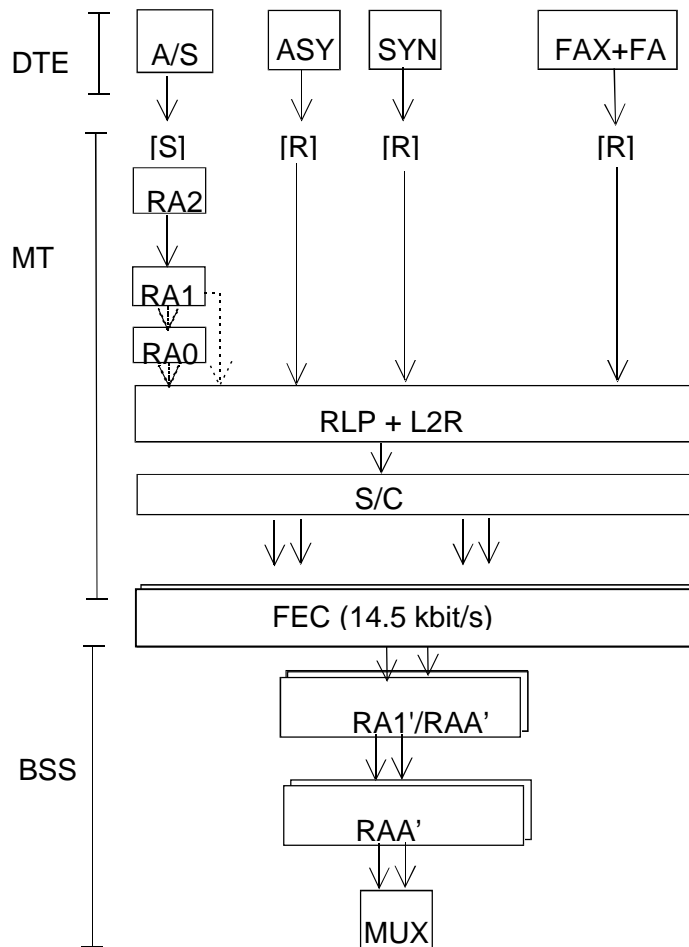 DTE
A/S
ASY
SYN
FAX+FA
[S]
[R]
[R]
[R]
MT
RA2
RA1
RA0
RLP + L2R
S/C
FEC (14.5 kbit/s)
BSS
RA1'/RAA’
RAA’
MUX